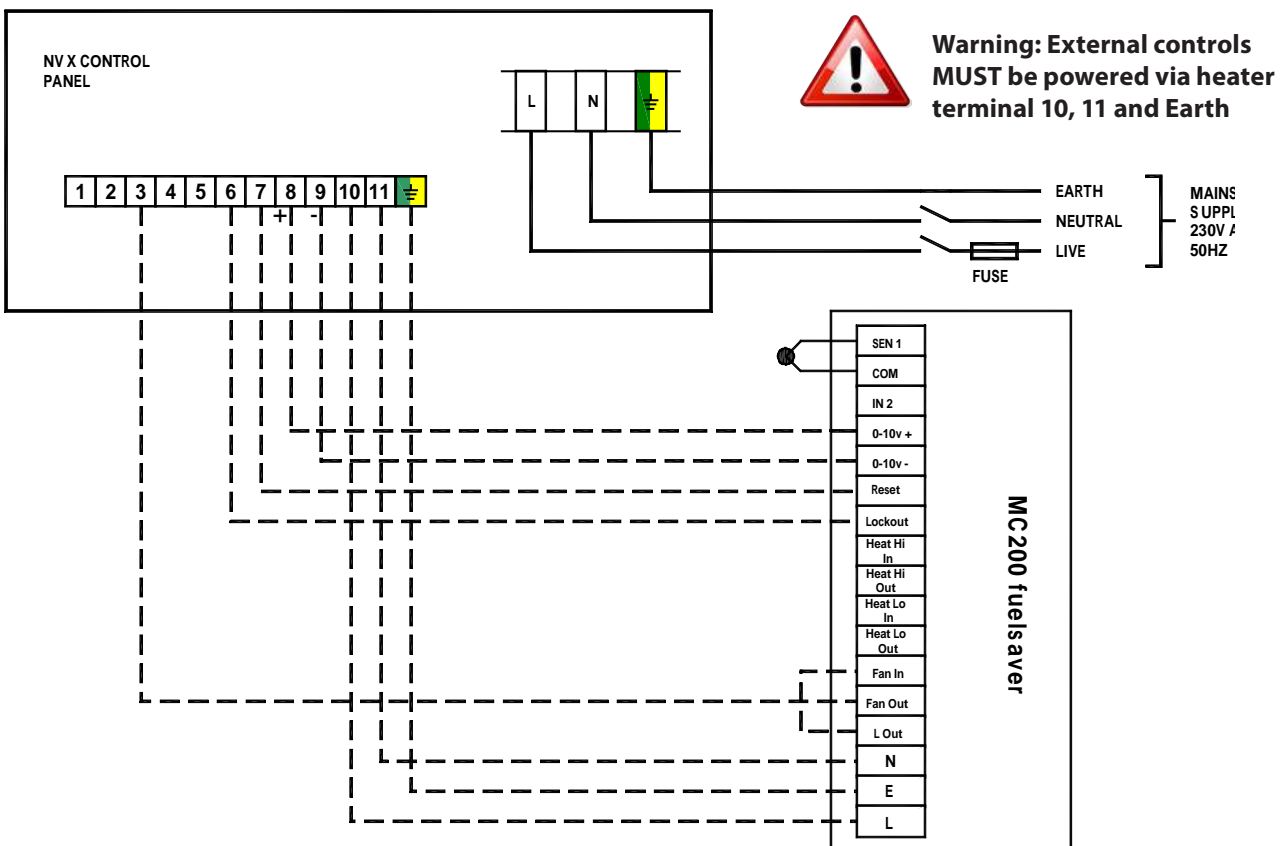 NV X CONTROL
PANEL
L N
Warning: External controls
MUST be powered via heater
terminal 10, 11 and Earth
1 2 3 4 5 6 7 8 9 10 11
+ -
EARTH
NEUTRAL
LIVE
FUSE
MAINS
SUPPL
230V A
50HZ
SEN 1
COM
IN 2
0-10v +
0-10v -
Reset
Lockout
Heat Hi
In
Heat Hi
Out
Heat Lo
In
Heat Lo
Out
Fan In
Fan Out
L Out
N
E
L
MC200 fuelsaver